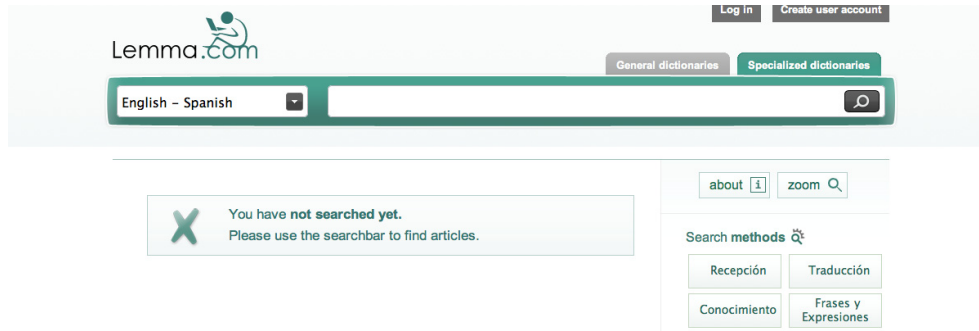 Log in
Create user account
Lemma.com
General dictionaries
Specialized dictionaries
English – Spanish
about i
zoom
You have not searched yet.
Please use the searchbar to find articles.
Search methods
Recepción
Traducción
Conocimiento
Frases y
Expresiones